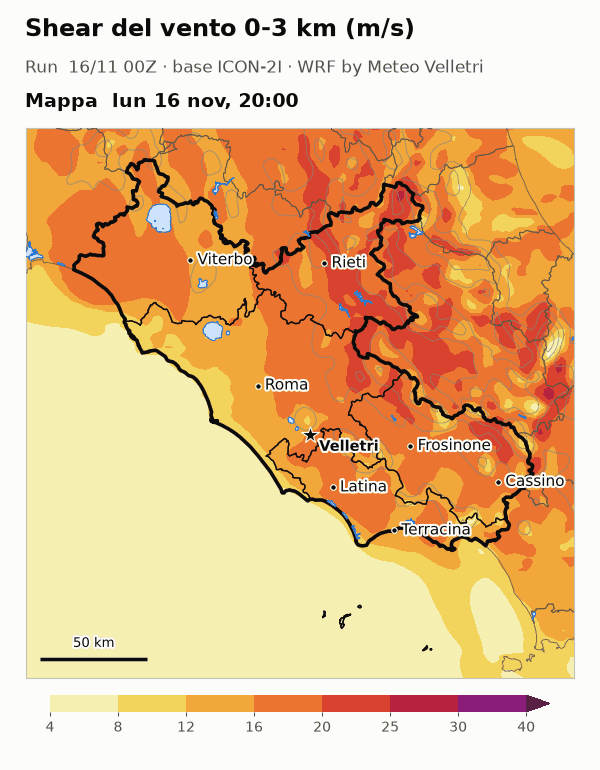 Shear del vento 0-3 km (m/s)
Run  16/11 00Z · base ICON-2I · WRF by Meteo Velletri
Mappa  lun 16 nov, 20:00
Viterbo
Rieti
Roma
Velletri
Frosinone
Latina
Cassino
Terracina
50 km
4 8 12 16 20 25 30 40